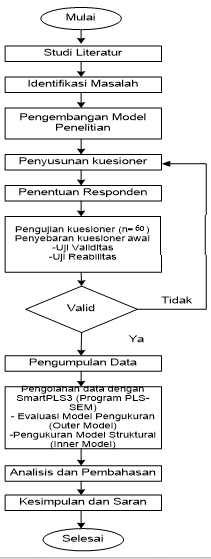 Mulai
Studi Literatur
Identifikasi Masalah
Pengembangan Model
Penelitian
Penyusunan kuesioner
Penentuan Responden
Pengujian kuesioner (n= 60)
Penyebaran kuesioner awal
-Uji Validitas
-Uji Reabilitas
Valid
Tidak
Ya
Pengumpulan Data
Pengolahan data dengan
SmartPLS3 (Program PLS-
SEM)
- Evaluasi Model Pengukuran
(Outer Model)
-Pengukuran Model Struktural
(Inner Model)
Analisis dan Pembahasan
Kesimpulan dan Saran
Selesai